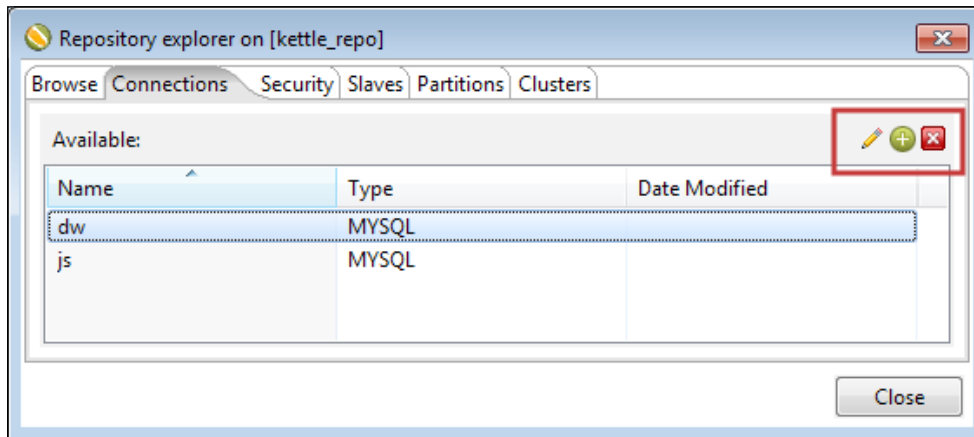 Repository explorer on [kettle_repo]
Browse Connections Security Slaves Partitions Clusters
Available:
Name Type Date Modified
dw MYSQL
js MYSQL
Close